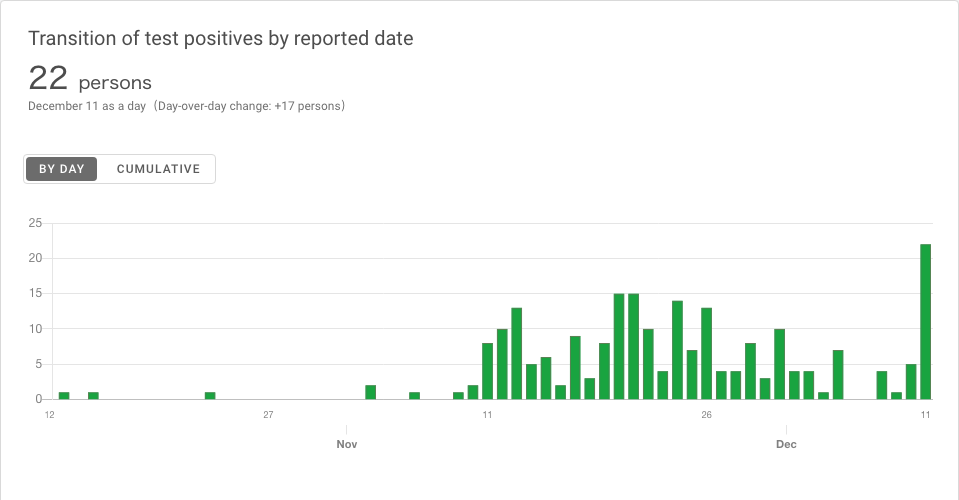 Transition of test positives by reported date
22 persons
December 11 as a day (Day-over-day change: +17 persons)
BY DAY CUMULATIVE
25
20
15
10
5
0
12 27 11 26 11
Nov Dec